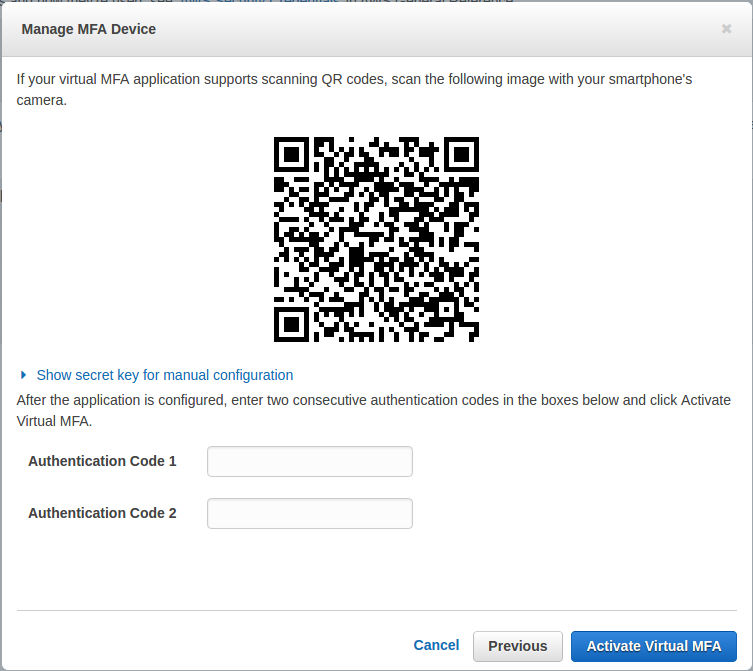 Manage MFA Device
If your virtual MFA application supports scanning QR codes, scan the following image with your smartphone's
camera.
Show secret key for manual configuration
After the application is configured, enter two consecutive authentication codes in the boxes below and click Activate
Virtual MFA.
Authentication Code 1
Authentication Code 2
Cancel
Previous
Activate Virtual MFA